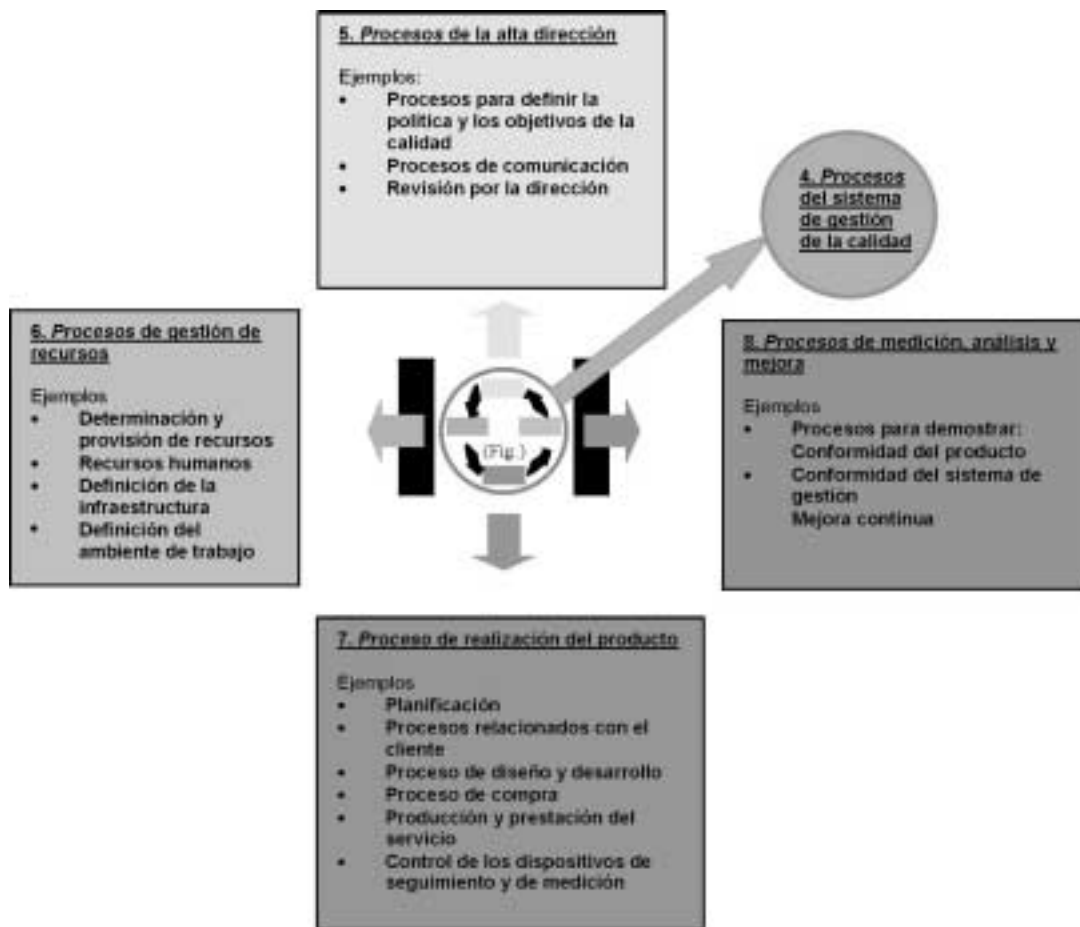 5. Procesos de la alta dirección
Ejemplos:
• Procesos para definir la
política y los objetivos de la
calidad
• Procesos de comunicación
• Revisión por la dirección
4. Procesos
del sistema
de gestión
de la calidad
6. Procesos de gestión de
recursos
Ejemplos
• Determinación y
provisión de recursos
• Recursos humanos
• Definición de la
infraestructura
• Definición del
ambiente de trabajo
(Fig.)
8. Procesos de medición, análisis y
mejora
Ejemplos
• Procesos para demostrar:
Conformidad del producto
• Conformidad del sistema de
gestión
Mejora continua
7. Proceso de realización del producto
Ejemplos
• Planificación
• Procesos relacionados con el
cliente
• Proceso de diseño y desarrollo
• Proceso de compra
• Producción y prestación del
servicio
• Control de los dispositivos de
seguimiento y de medición